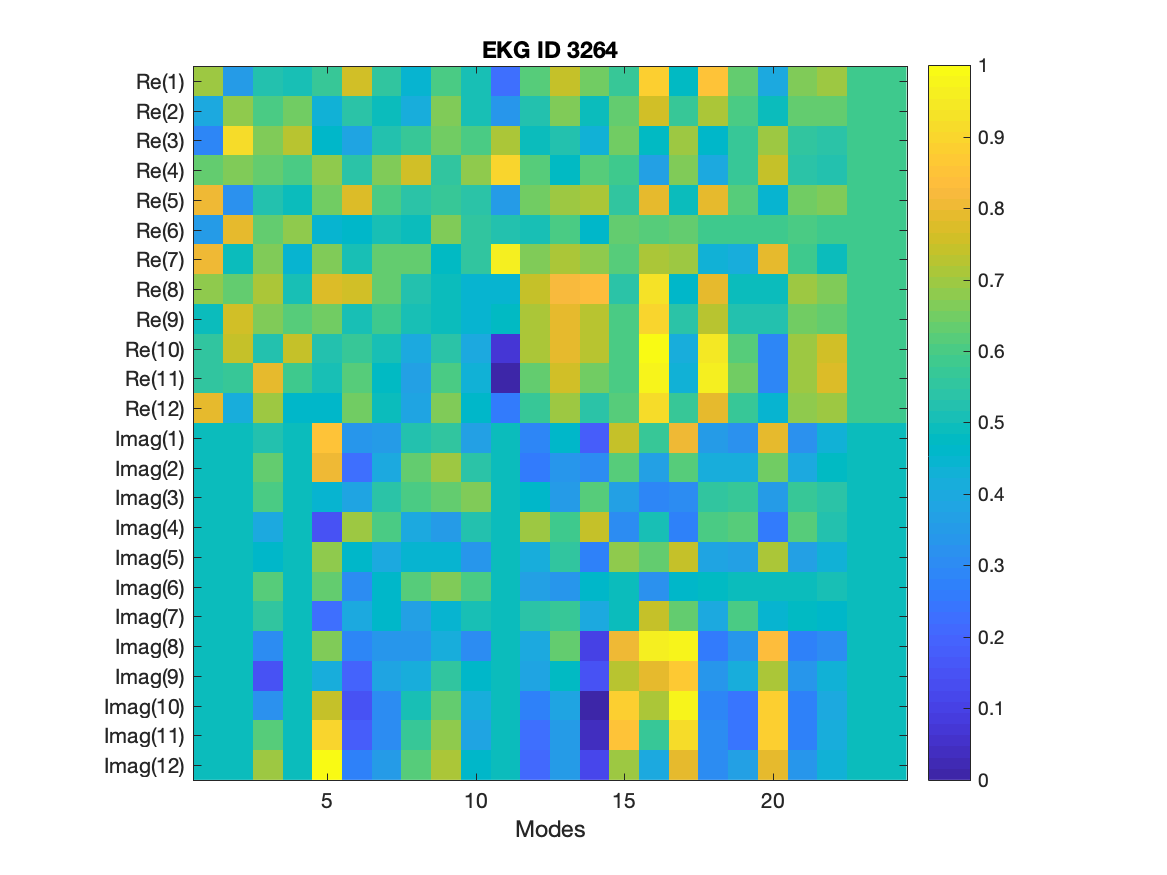 EKG ID 3264
Re(1)
Re(2)
Re(3)
Re(4)
Re(5)
Re(6)
Re(7)
Re(8)
Re(9)
Re(10)
Re(11)
Re(12)
Imag(1)
Imag(2)
Imag(3)
Imag(4)
Imag(5)
Imag(6)
Imag(7)
Imag(8)
Imag(9)
Imag(10)
Imag(11)
Imag(12)
5 10 15 20
Modes
1
0.9
0.8
0.7
0.6
0.5
0.4
0.3
0.2
0.1
0